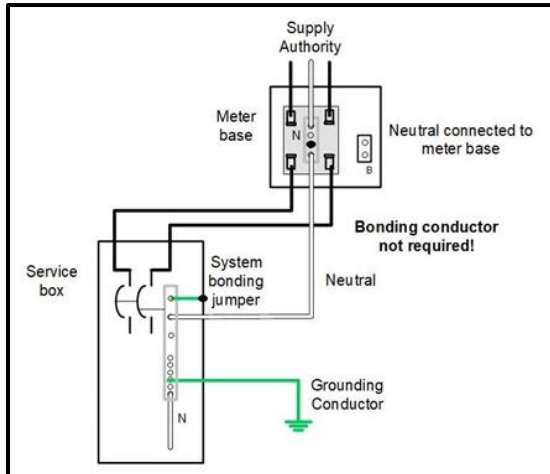 Supply
Authority
Meter
base
N
B
Neutral connected to
meter base
Bonding conductor
not required!
Service
box
System
bonding
jumper
Neutral
Grounding
Conductor
N